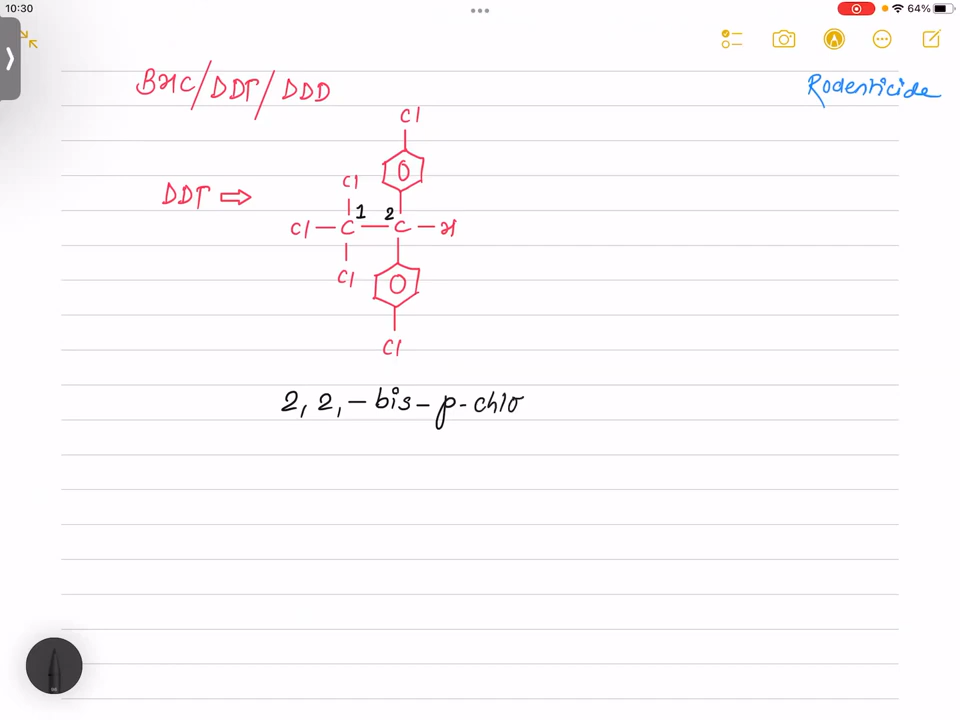 10:30
64%
BHC/DDT/DDD
Rodenticide
Cl
Cl
DDT ⇒
1 2
Cl—C—C—H
Cl
Cl
2, 2, – bis – p - chlo